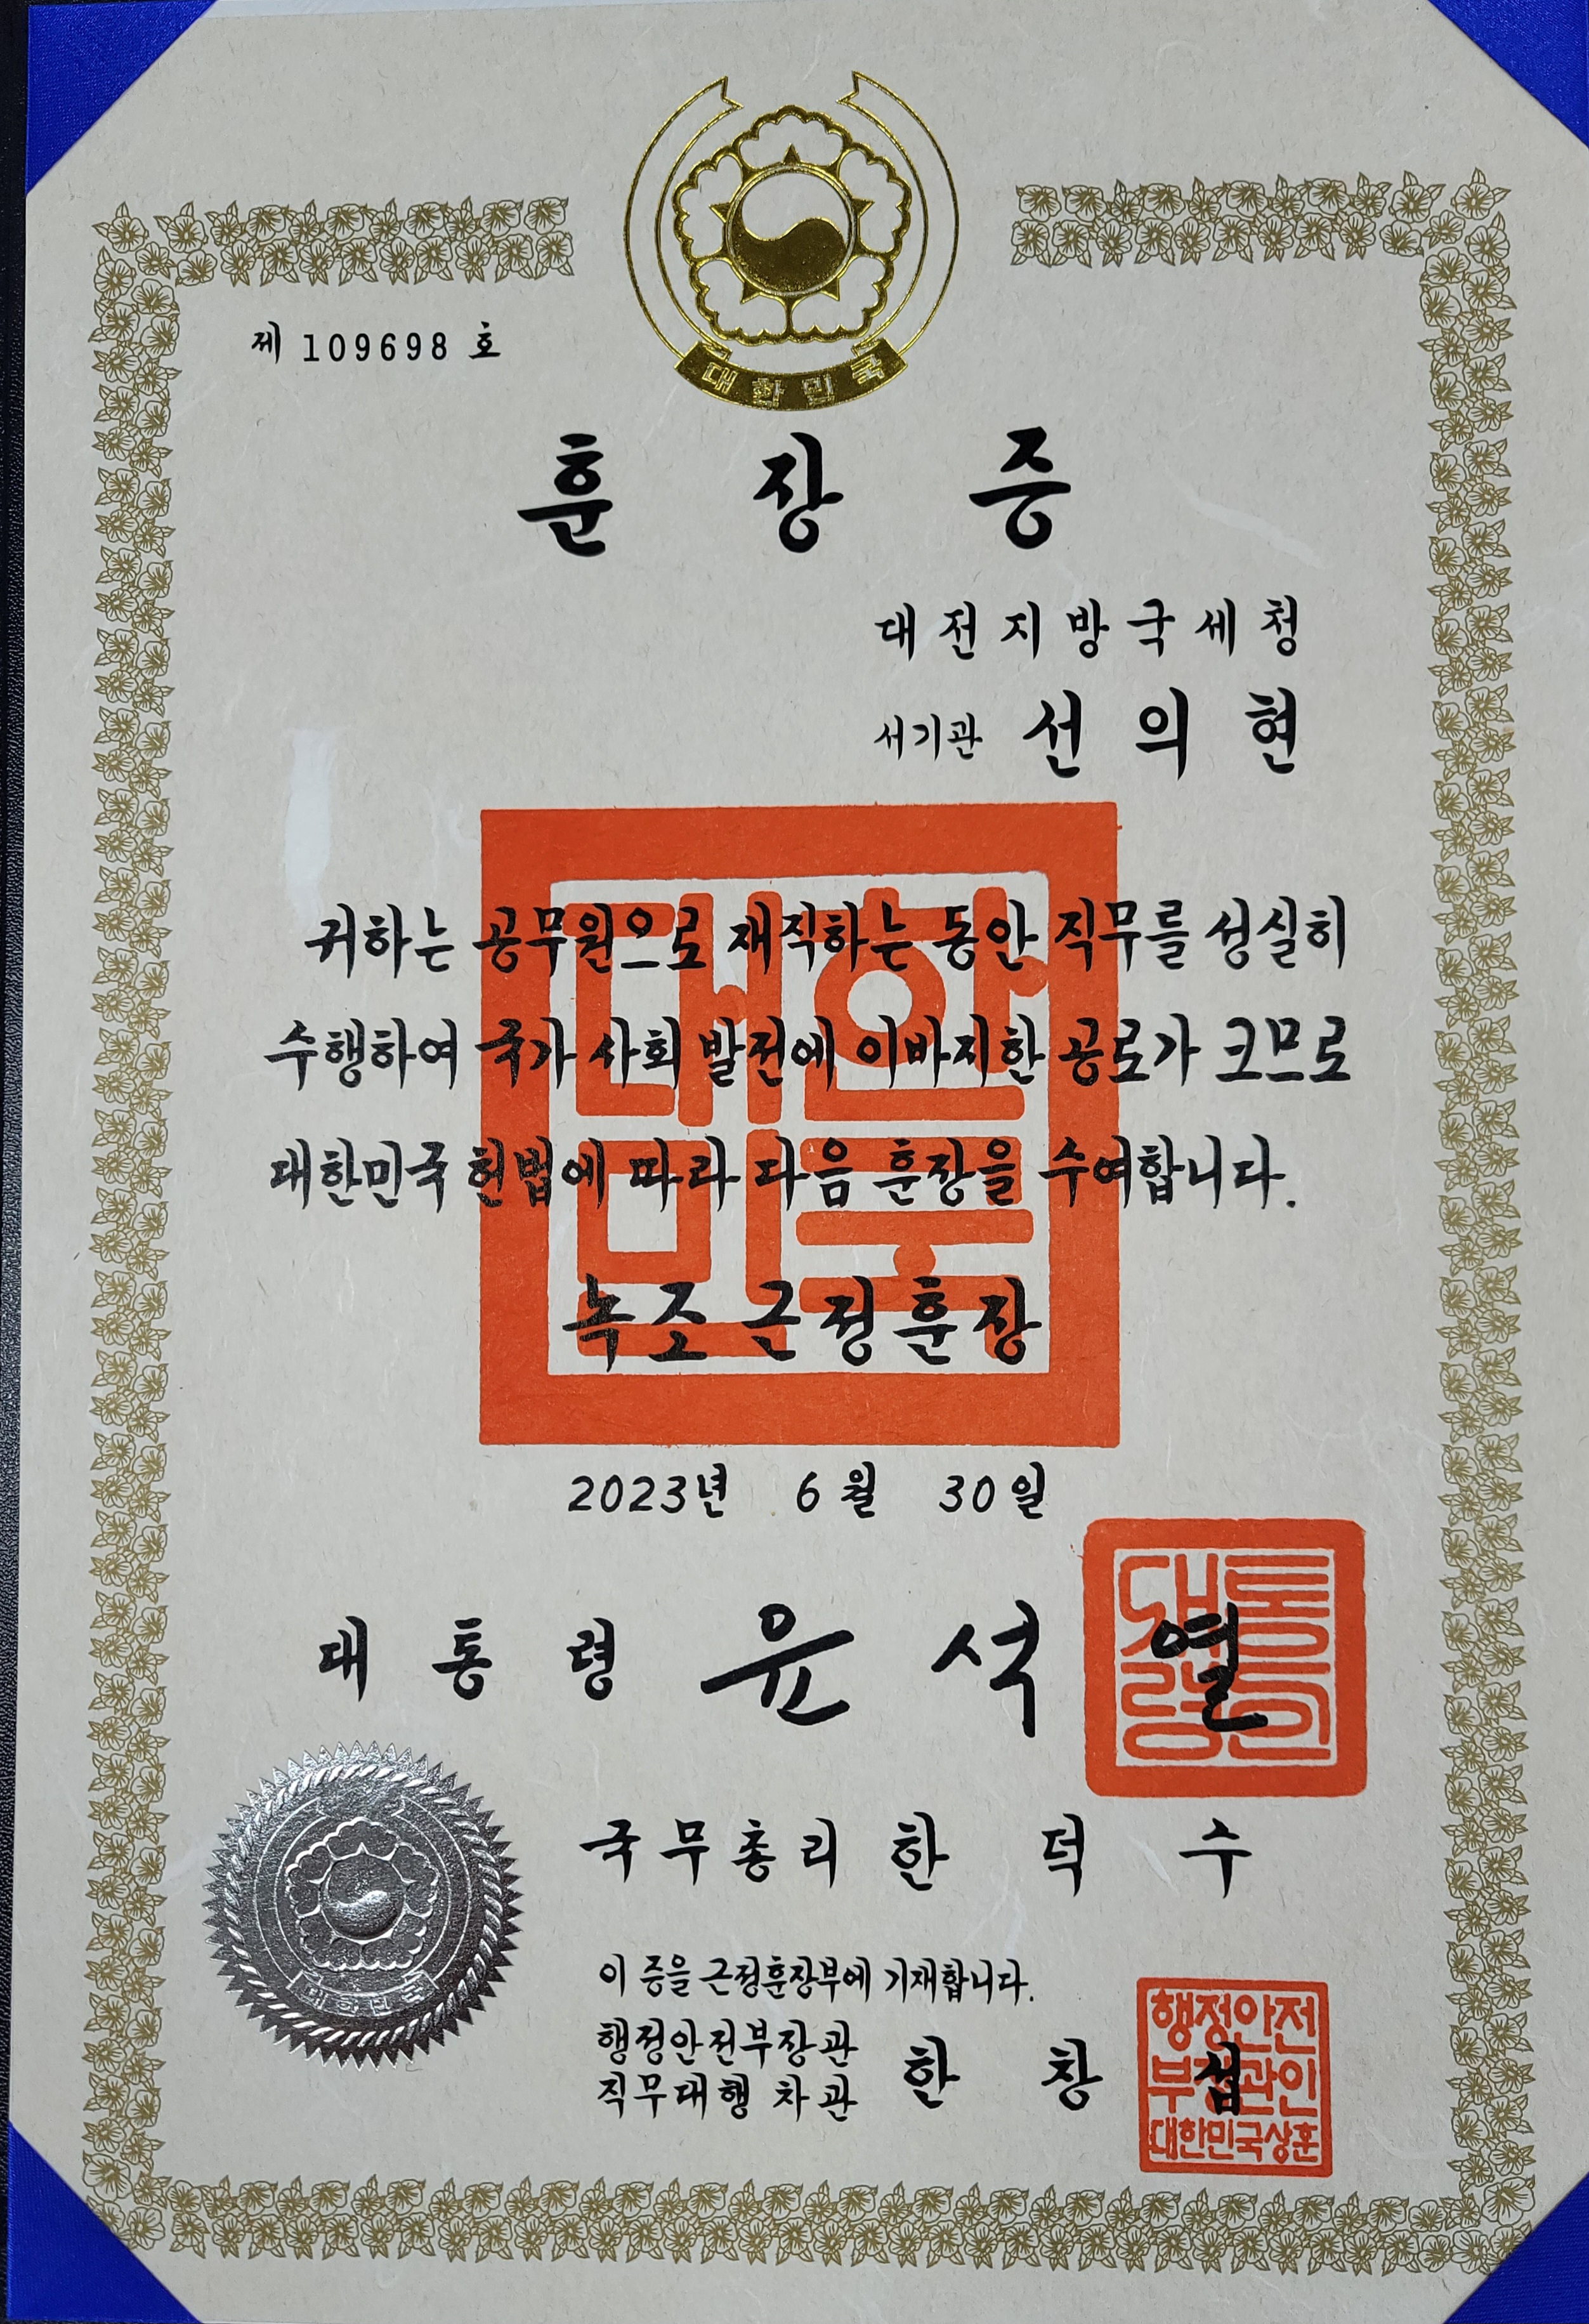 대한민국
제 109698 호
훈 장 증
대전지방국세청
서기관 선 의 현
귀하는 공무원으로 재직하는 동안 직무를 성실히
수행하여 국가 사회 발전에 이바지한 공로가 크므로
대한민국 헌법에 따라 다음 훈장을 수여합니다.
녹조근정훈장
대한민국
2023년 6월 30일
대 통 령 윤 석 열
대통령인
국무총리 한 덕 수
대한민국
이 증을 근정훈장부에 기재합니다.
행정안전부장관
직무대행 차관 한 창 섭
행정안전
부장관인
대한민국상훈